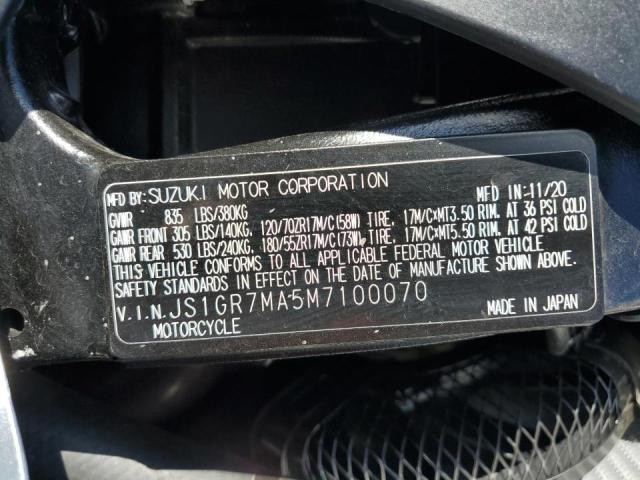 MFD BY:SUZUKI MOTOR CORPORATION MFD IN:11/20
GVWR 835 LBS/380KG
GAWR FRONT 305 LBS/140KG, 120/70ZR17M/C(58W) TIRE, 17M/C×MT3.50 RIM. AT 36 PSI COLD
GAWR REAR 530 LBS/240KG, 180/55ZR17M/C(73W) TIRE, 17M/C×MT5.50 RIM. AT 42 PSI COLD
THIS VEHICLE CONFORMS TO ALL APPLICABLE FEDERAL MOTOR VEHICLE
SAFETY STANDARDS IN EFFECT ON THE DATE OF MANUFACTURE SHOWN ABOVE.
V.I.N. JS1GR7MA5M7100070 MADE IN JAPAN
MOTORCYCLE